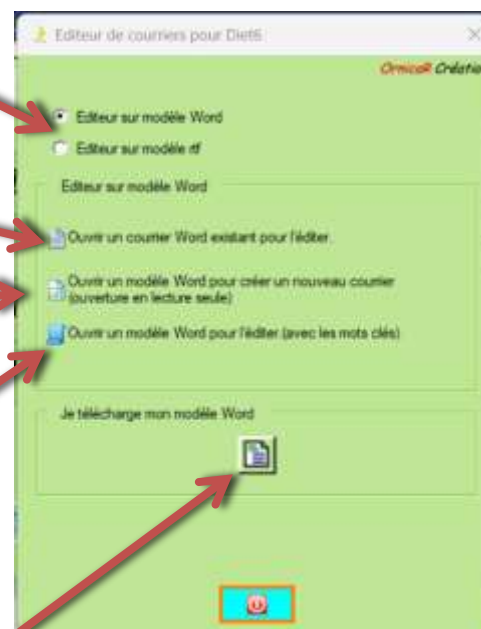 Editeur de courriers pour Diet6
OrnicaR Créatio
Editeur sur modèle Word
Editeur sur modèle rtf
Editeur sur modèle Word
Ouvrir un courrier Word existant pour l'éditer.
Ouvrir un modèle Word pour créer un nouveau courrier
(ouverture en lecture seule)
Ouvrir un modèle Word pour l'éditer (avec les mots clés)
Je télécharge mon modèle Word